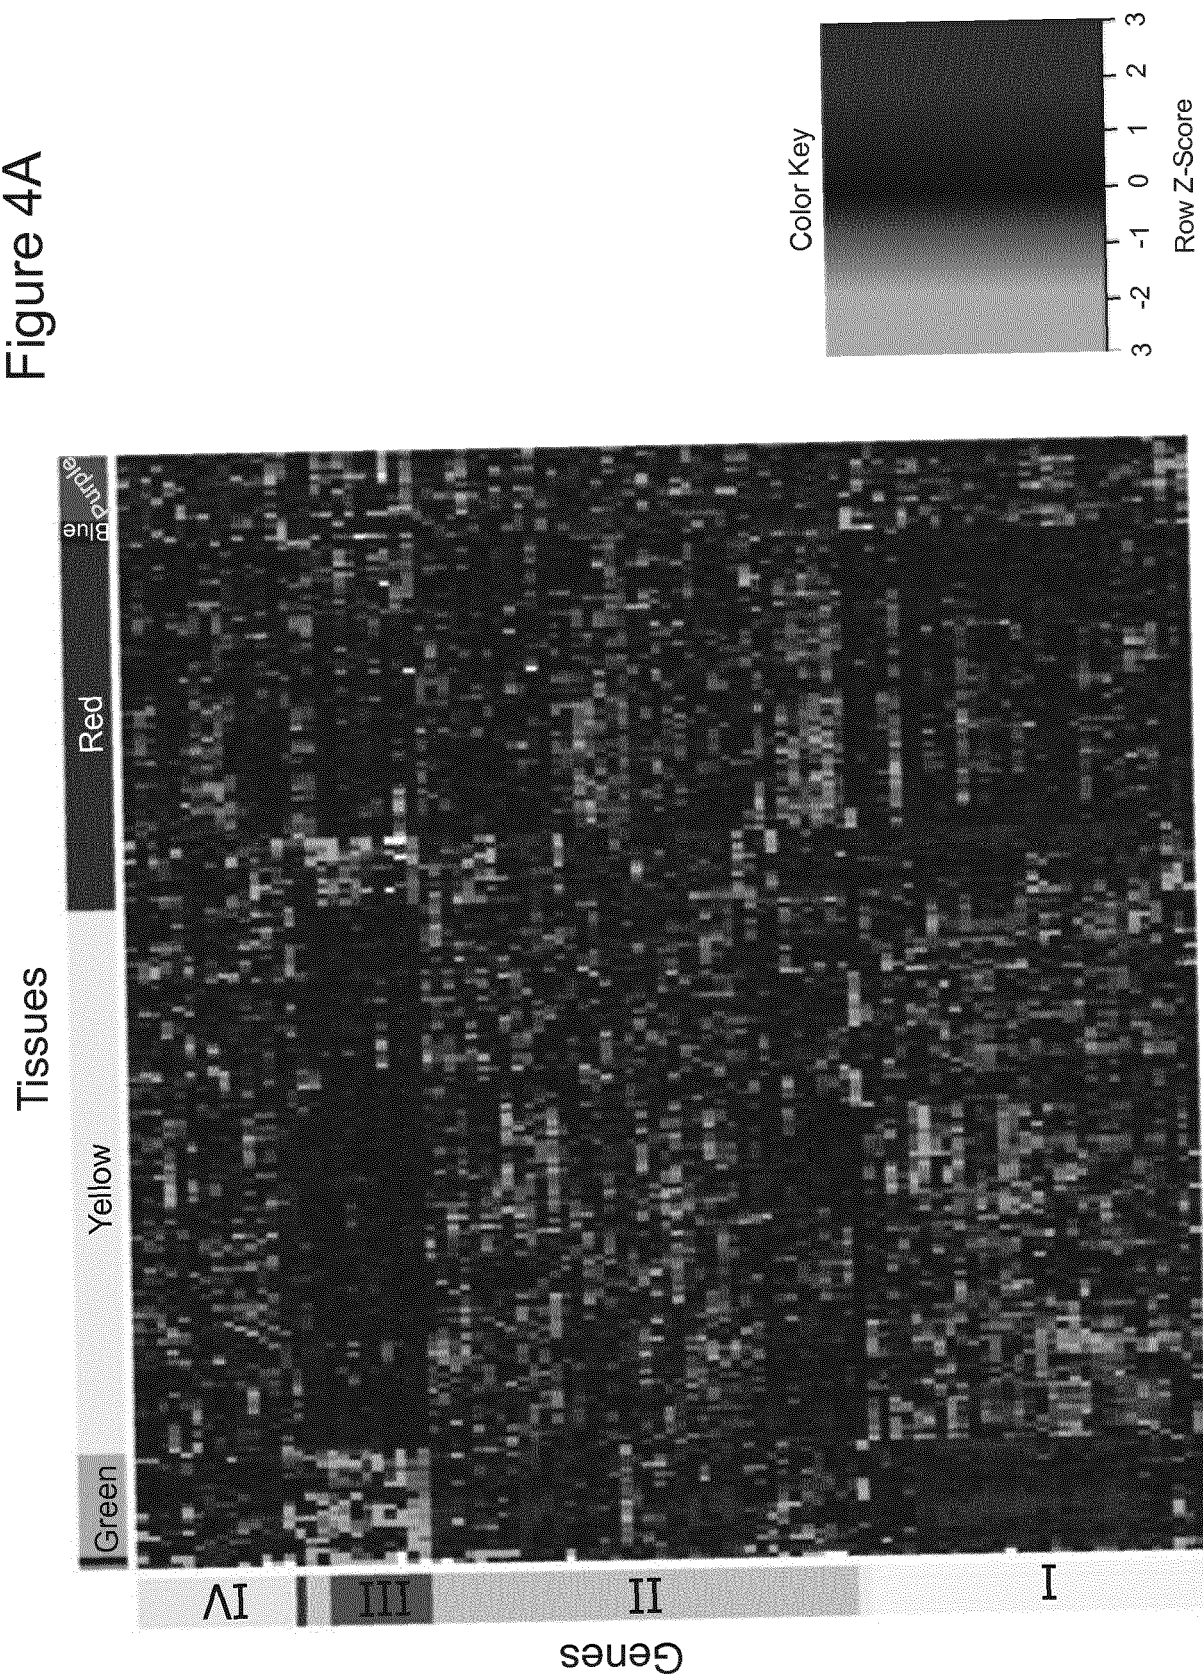 Figure 4A
Tissues
Green
Yellow
Red
Blue
Purple
Genes
IV
III
II
I
Color Key
3
-2
-1
0
1
2
3
Row Z-Score